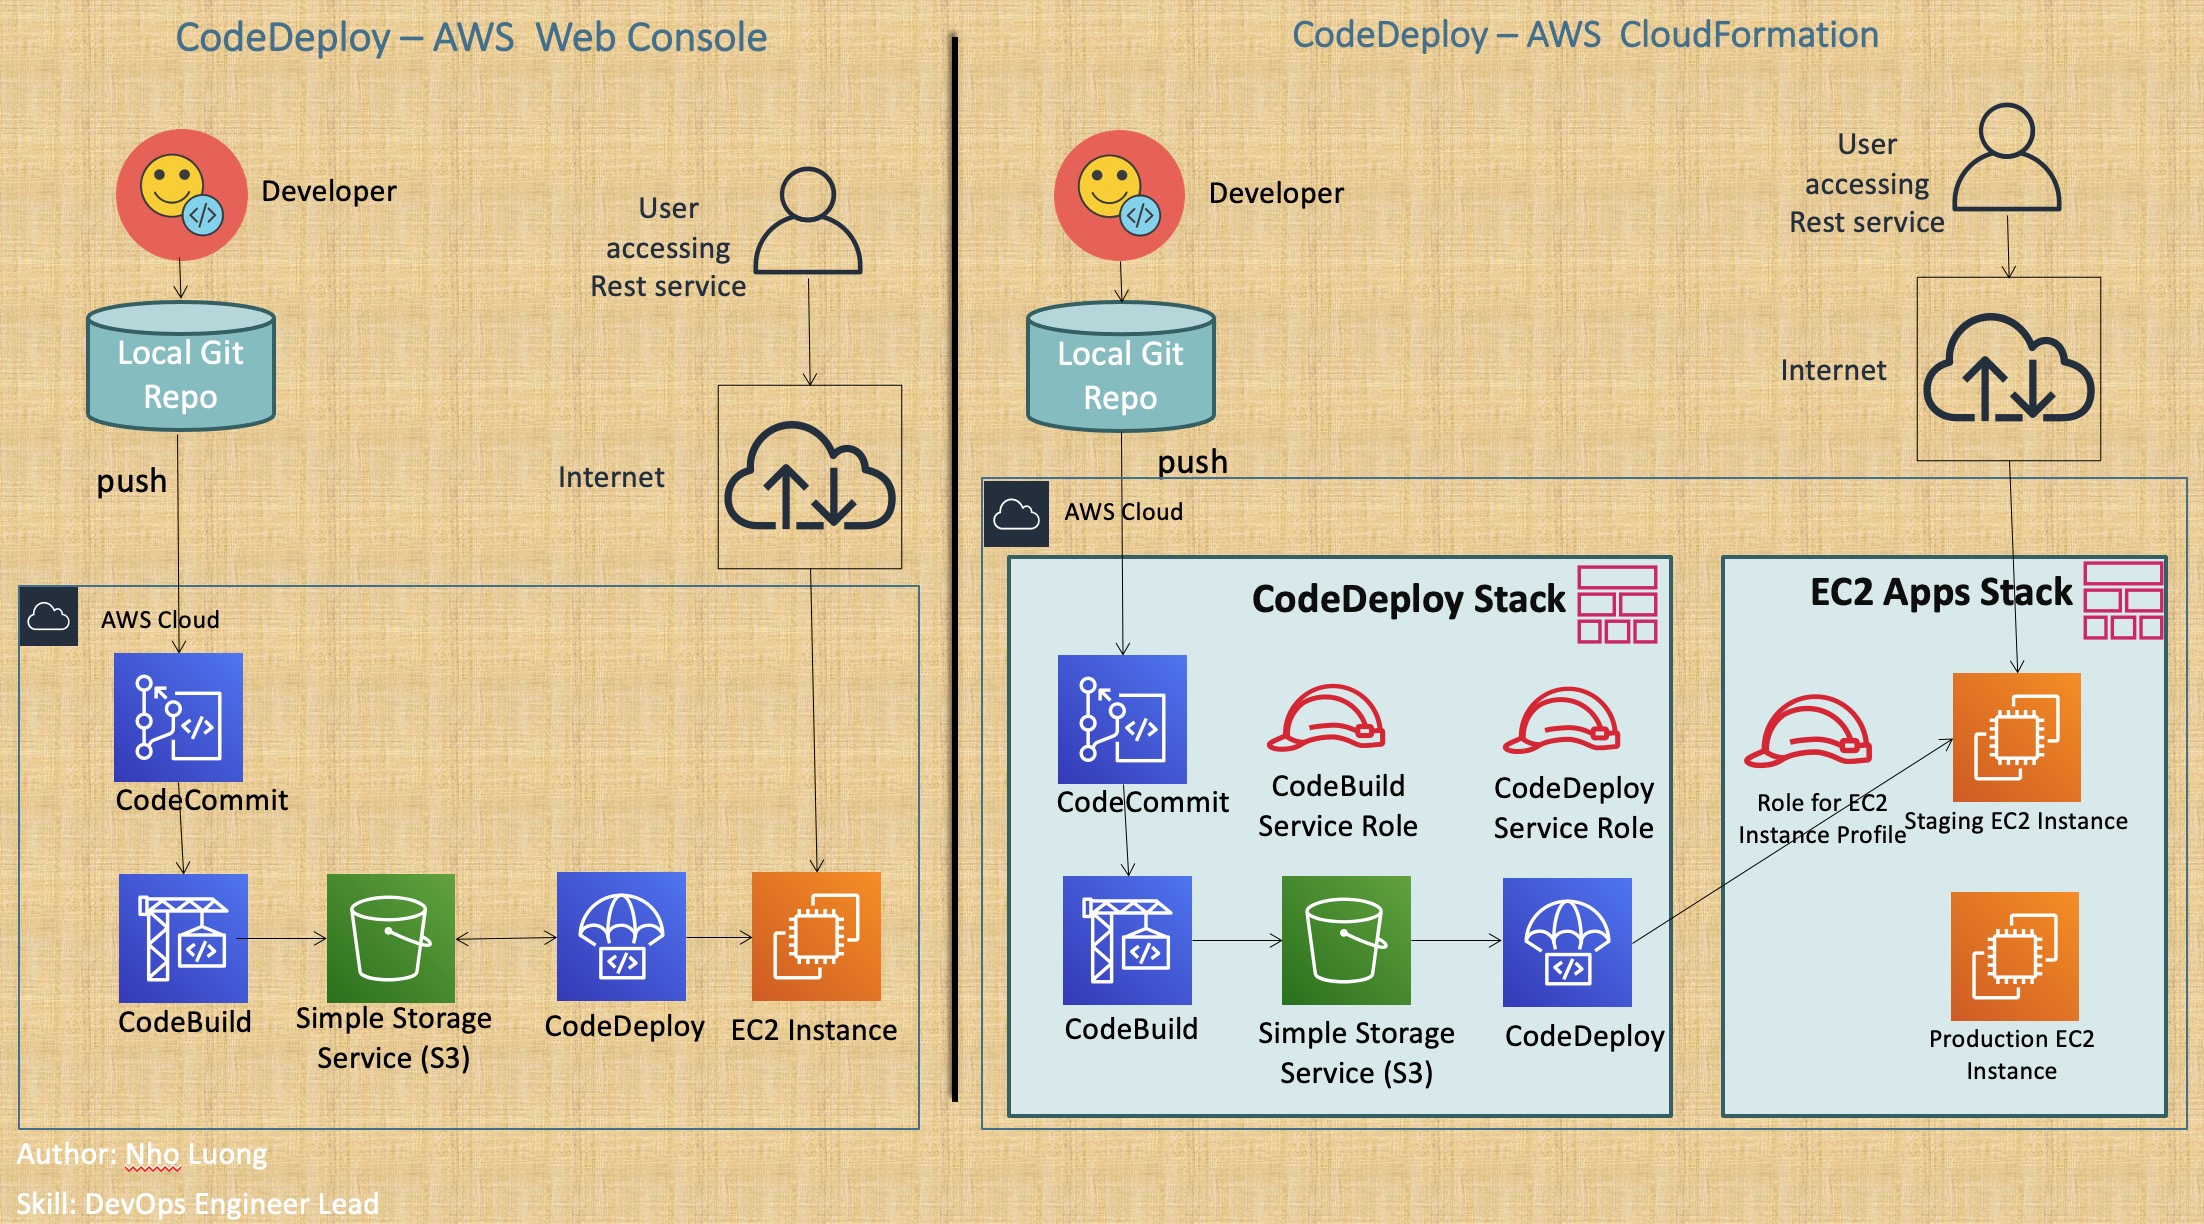 CodeDeploy – AWS  Web Console
Developer
User
accessing
Rest service
Local Git
Repo
push
Internet
AWS Cloud
CodeCommit
CodeBuild
Simple Storage
Service (S3)
CodeDeploy
EC2 Instance
Author: Nho Luong
Skill: DevOps Engineer Lead
CodeDeploy – AWS  CloudFormation
Developer
User
accessing
Rest service
Local Git
Repo
Internet
push
AWS Cloud
CodeDeploy Stack
CodeCommit
CodeBuild
Service Role
CodeDeploy
Service Role
CodeBuild
Simple Storage
Service (S3)
CodeDeploy
EC2 Apps Stack
Role for EC2
Instance Profile
Staging EC2 Instance
Production EC2
Instance